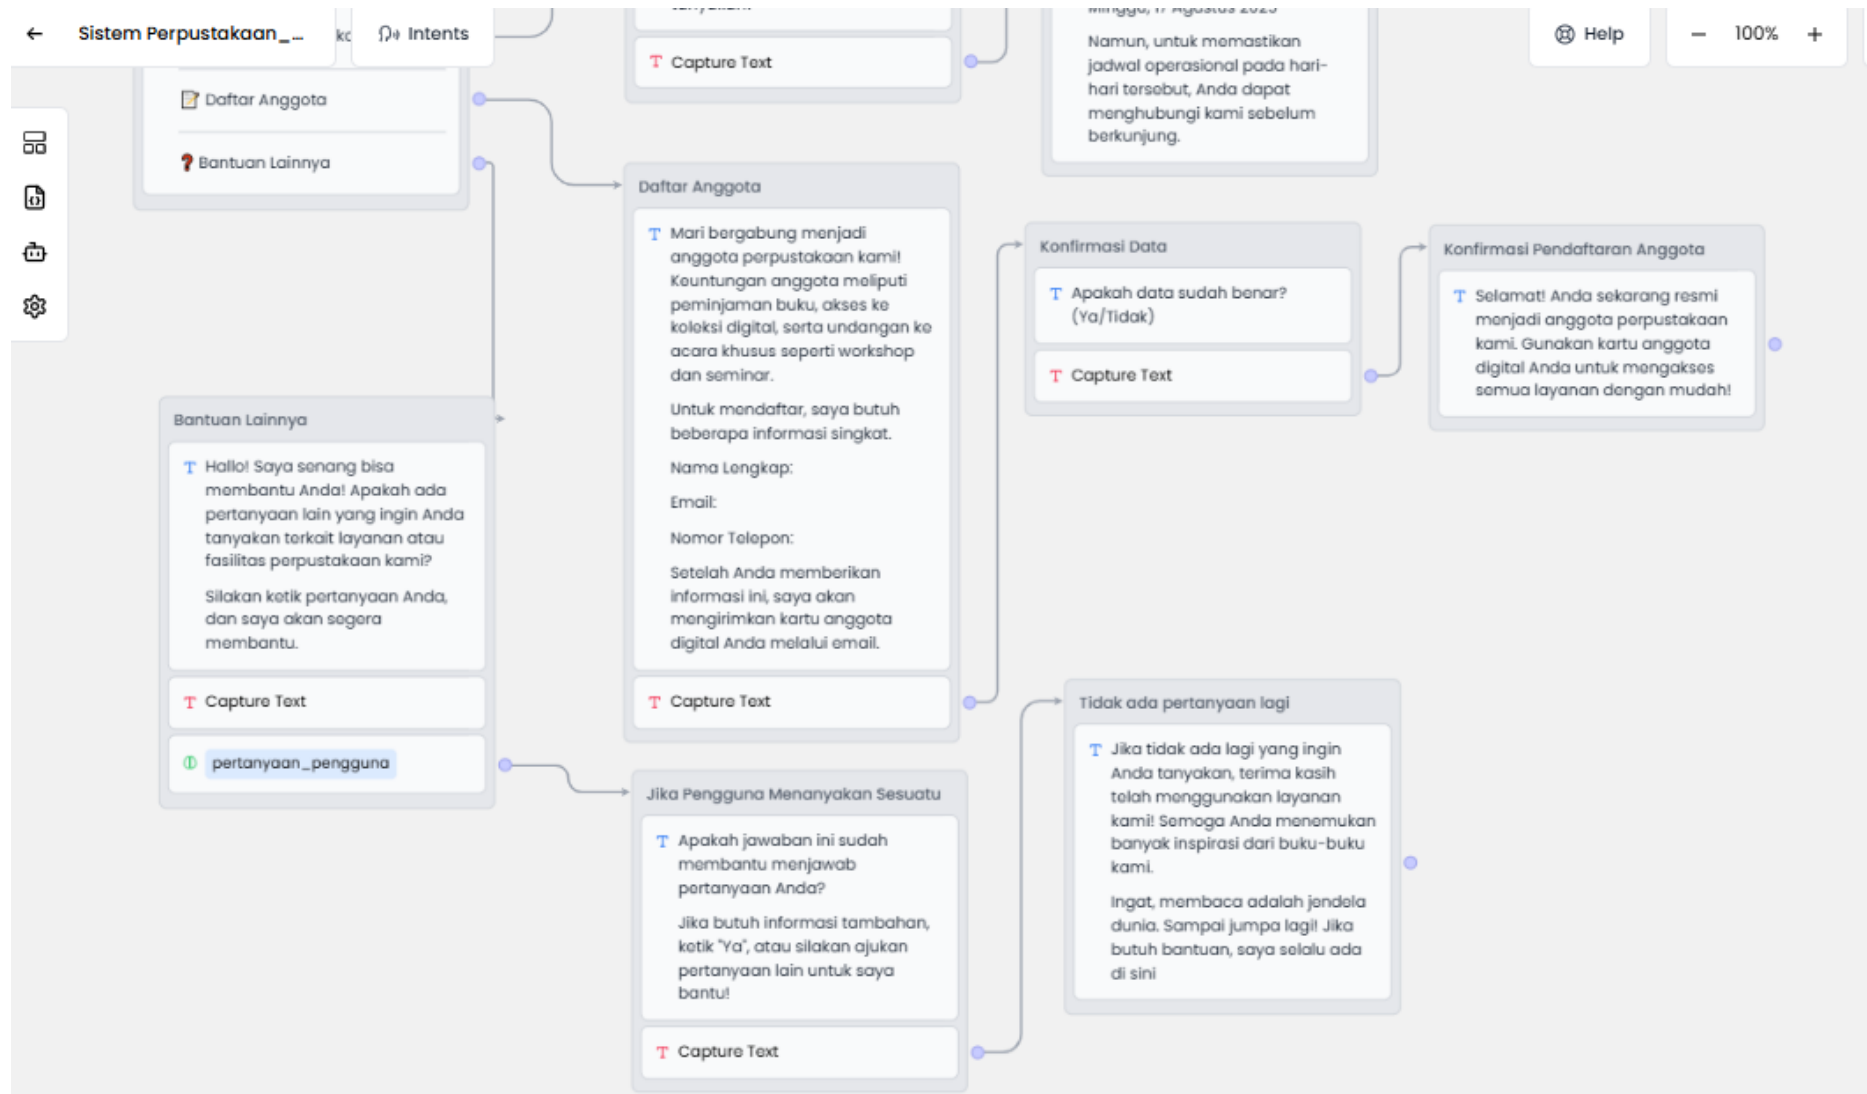 Sistem Perpustakaan_...
Intents
Help
100%
Capture Text
Minggu, 17 Agustus 2025
Namun, untuk memastikan
jadwal operasional pada hari-
hari tersebut, Anda dapat
menghubungi kami sebelum
berkunjung.
Daftar Anggota
Bantuan Lainnya
Daftar Anggota
Mari bergabung menjadi
anggota perpustakaan kami!
Keuntungan anggota meliputi
peminjaman buku, akses ke
koleksi digital, serta undangan ke
acara khusus seperti workshop
dan seminar.
Untuk mendaftar, saya butuh
beberapa informasi singkat.
Nama Lengkap:
Email:
Nomor Telepon:
Setelah Anda memberikan
informasi ini, saya akan
mengirimkan kartu anggota
digital Anda melalui email.
Capture Text
Konfirmasi Data
Apakah data sudah benar?
(Ya/Tidak)
Capture Text
Konfirmasi Pendaftaran Anggota
Selamat! Anda sekarang resmi
menjadi anggota perpustakaan
kami. Gunakan kartu anggota
digital Anda untuk mengakses
semua layanan dengan mudah!
Bantuan Lainnya
Hallo! Saya senang bisa
membantu Anda! Apakah ada
pertanyaan lain yang ingin Anda
tanyakan terkait layanan atau
fasilitas perpustakaan kami?
Silakan ketik pertanyaan Anda,
dan saya akan segera
membantu.
Capture Text
pertanyaan_pengguna
Jika Pengguna Menanyakan Sesuatu
Apakah jawaban ini sudah
membantu menjawab
pertanyaan Anda?
Jika butuh informasi tambahan,
ketik "Ya", atau silakan ajukan
pertanyaan lain untuk saya
bantu!
Capture Text
Tidak ada pertanyaan lagi
Jika tidak ada lagi yang ingin
Anda tanyakan, terima kasih
telah menggunakan layanan
kami! Semoga Anda menemukan
banyak inspirasi dari buku-buku
kami.
Ingat, membaca adalah jendela
dunia. Sampai jumpa lagi! Jika
butuh bantuan, saya selalu ada
di sini